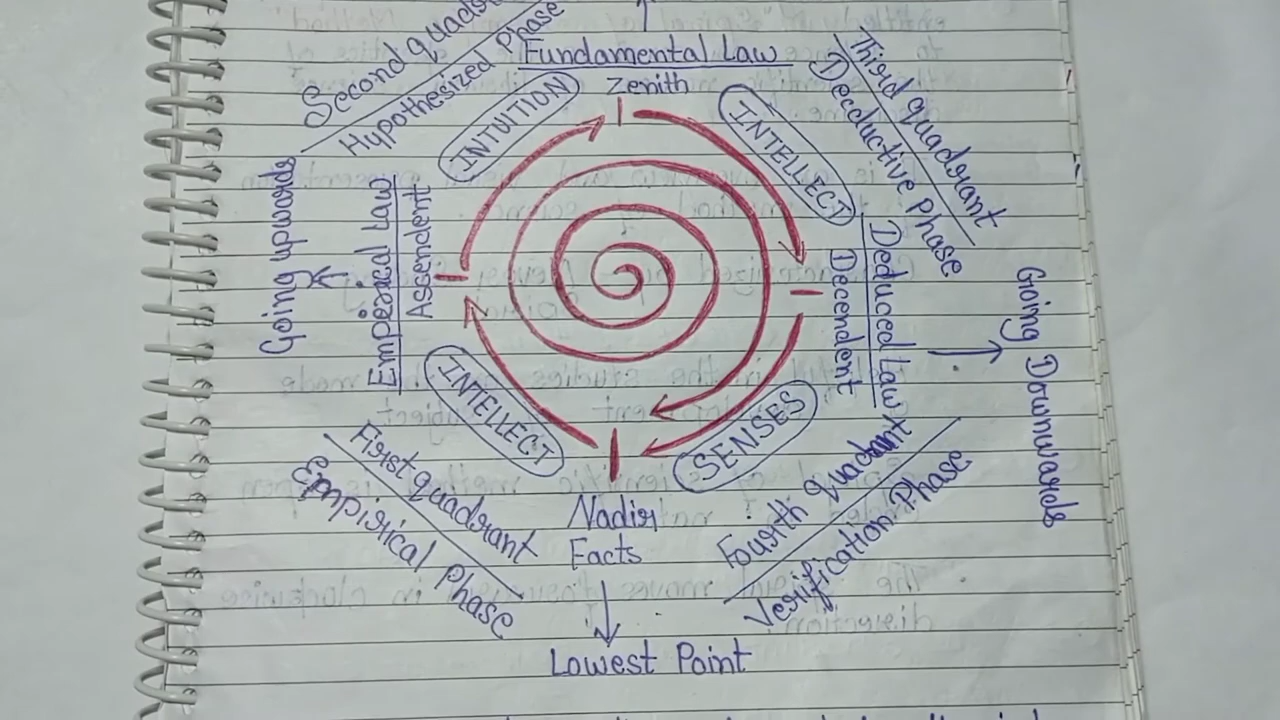 Fundamental Law
Zenith
Second quad
Hypothesized Phase
INTUITION
INTELLECT
Third quadrant
Deductive Phase
Going upwards
Empirical Law
Ascendent
Decendent
Deduced Law
Going Downwards
INTELLECT
SENSES
First quadrant
Empirical Phase
Fourth Quadrant
Verification Phase
Nadir
Facts
Lowest Point